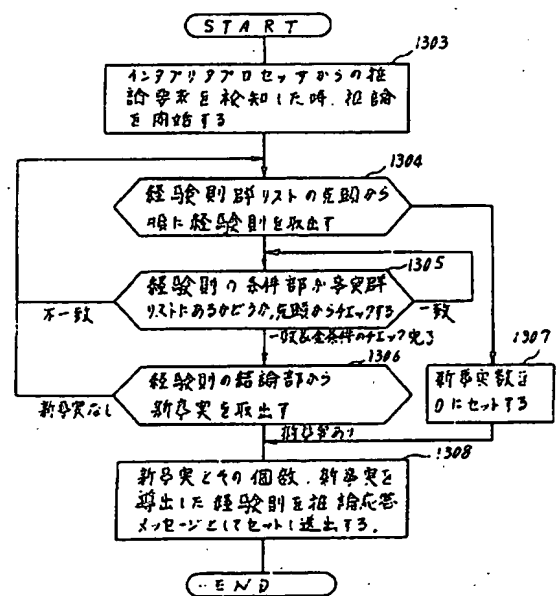 START
1303
インタプリタプロセッサからの推
論要求を検知した時、推論
を開始する
1304
経験則群リストの先頭から
順に経験則を取出す
1305
経験則の条件部が事実群
リストにあるかどうか,先頭からチェックする
不一致
一致
一致&全条件のチェック完了
1306
1307
経験則の結論部から
新事実を取出す
新事実数を
0にセットする
新事実なし
新事実あり
1308
新事実とその個数、新事実を
導出した経験則を推論応答
メッセージとしてセットし送出する.
END